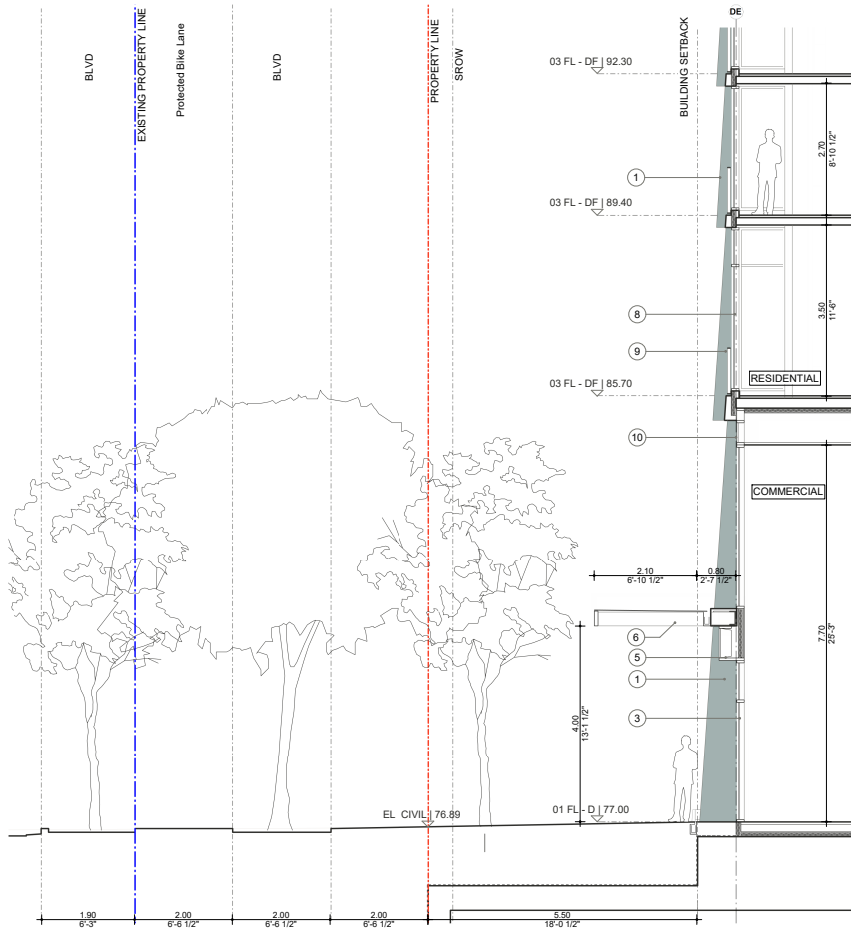 DE
BLVD
EXISTING PROPERTY LINE
Protected Bike Lane
BLVD
PROPERTY LINE
SROW
BUILDING SETBACK
03 FL - DF | 92.30
2.70
8'-10 1/2"
1
03 FL - DF | 89.40
3.50
11'-6"
8
9
RESIDENTIAL
03 FL - DF | 85.70
10
COMMERCIAL
2.10
6'-10 1/2"
0.80
2'-7 1/2"
6
7.70
25'-3"
5
1
3
4.00
13'-1 1/2"
EL CIVIL | 76.89
01 FL - D | 77.00
1.90
6'-3"
2.00
6'-6 1/2"
2.00
6'-6 1/2"
2.00
6'-6 1/2"
5.50
18'-0 1/2"